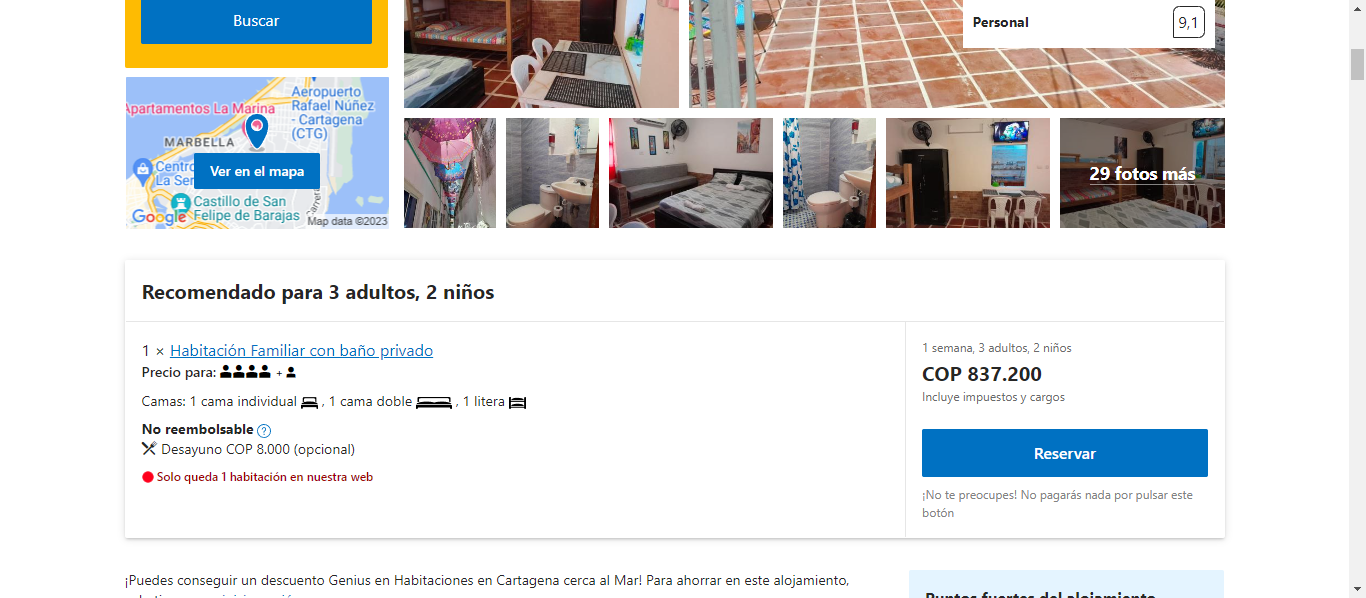 Buscar
Personal
9,1
Apartamentos La Marina
Aeropuerto
Rafael Núñez
- Cartagena
(CTG)
MARBELLA
Centro
La Ser
Ver en el mapa
Castillo de San
Felipe de Barajas
Carret
Google
Map data ©2023
29 fotos más
Recomendado para 3 adultos, 2 niños
1 × Habitación Familiar con baño privado
Precio para: +
Camas: 1 cama individual , 1 cama doble , 1 litera
No reembolsable ?
Desayuno COP 8.000 (opcional)
Solo queda 1 habitación en nuestra web
1 semana, 3 adultos, 2 niños
COP 837.200
Incluye impuestos y cargos
Reservar
¡No te preocupes! No pagarás nada por pulsar este
botón
¡Puedes conseguir un descuento Genius en Habitaciones en Cartagena cerca al Mar! Para ahorrar en este alojamiento,
Puntos fuertes del alojamiento